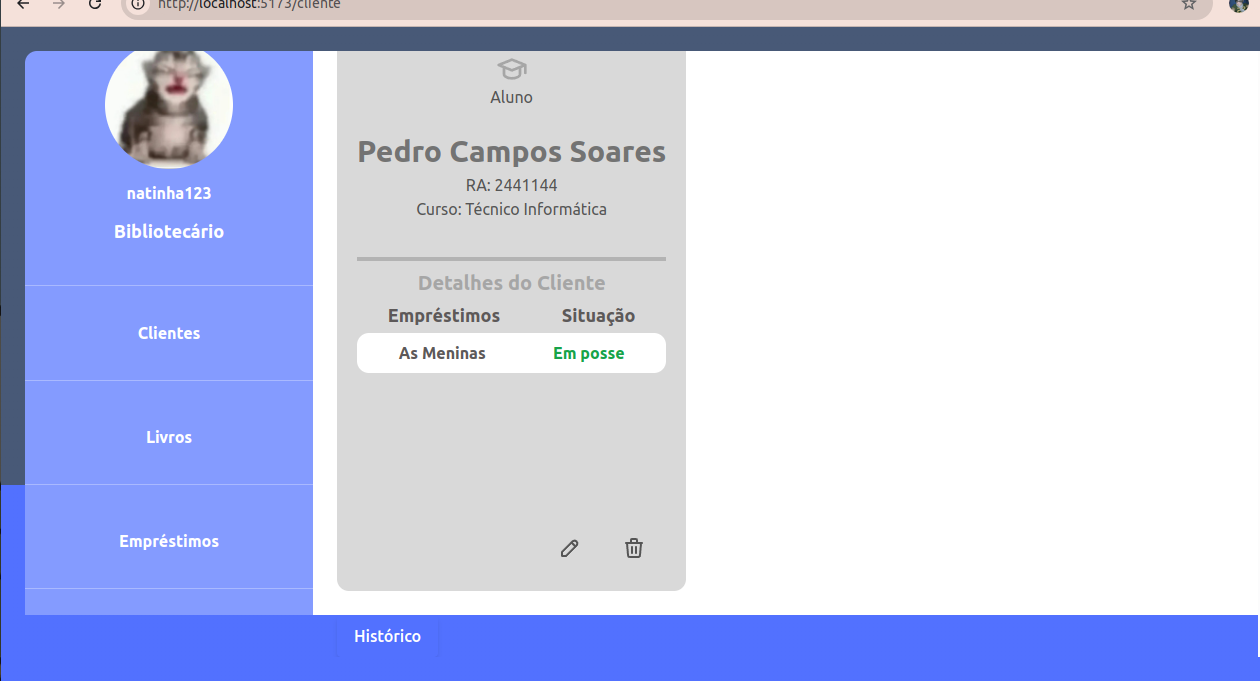 http://localhost:5173/cliente
natinha123
Bibliotecário
Clientes
Livros
Empréstimos
Aluno
Pedro Campos Soares
RA: 2441144
Curso: Técnico Informática
Detalhes do Cliente
Empréstimos Situação
As Meninas Em posse
Histórico